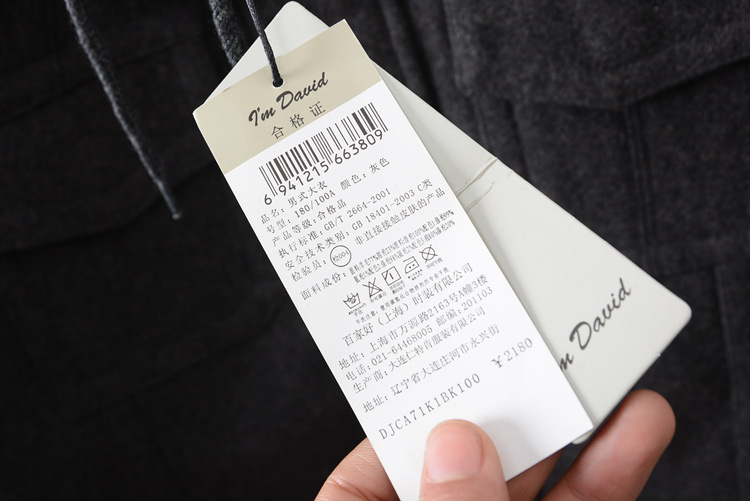 I'm David
合格证
6 941215 663809
品名：男式大衣
号型：180/100A 颜色：灰色
产品等级：合格品
执行标准：GB/T 2664-2001
安全技术类别：GB 18401-2003 C类
检验员： 非直接接触皮肤的产品
面料成份：
百家好（上海）时装有限公司
地址：上海市万源路2163号4幢3楼
电话：021-64468005 邮编：201103
生产商：大连仁特肯服装有限公司
地址：辽宁省大连庄河市永兴街
¥2180
DJCA71K1BK100
m David